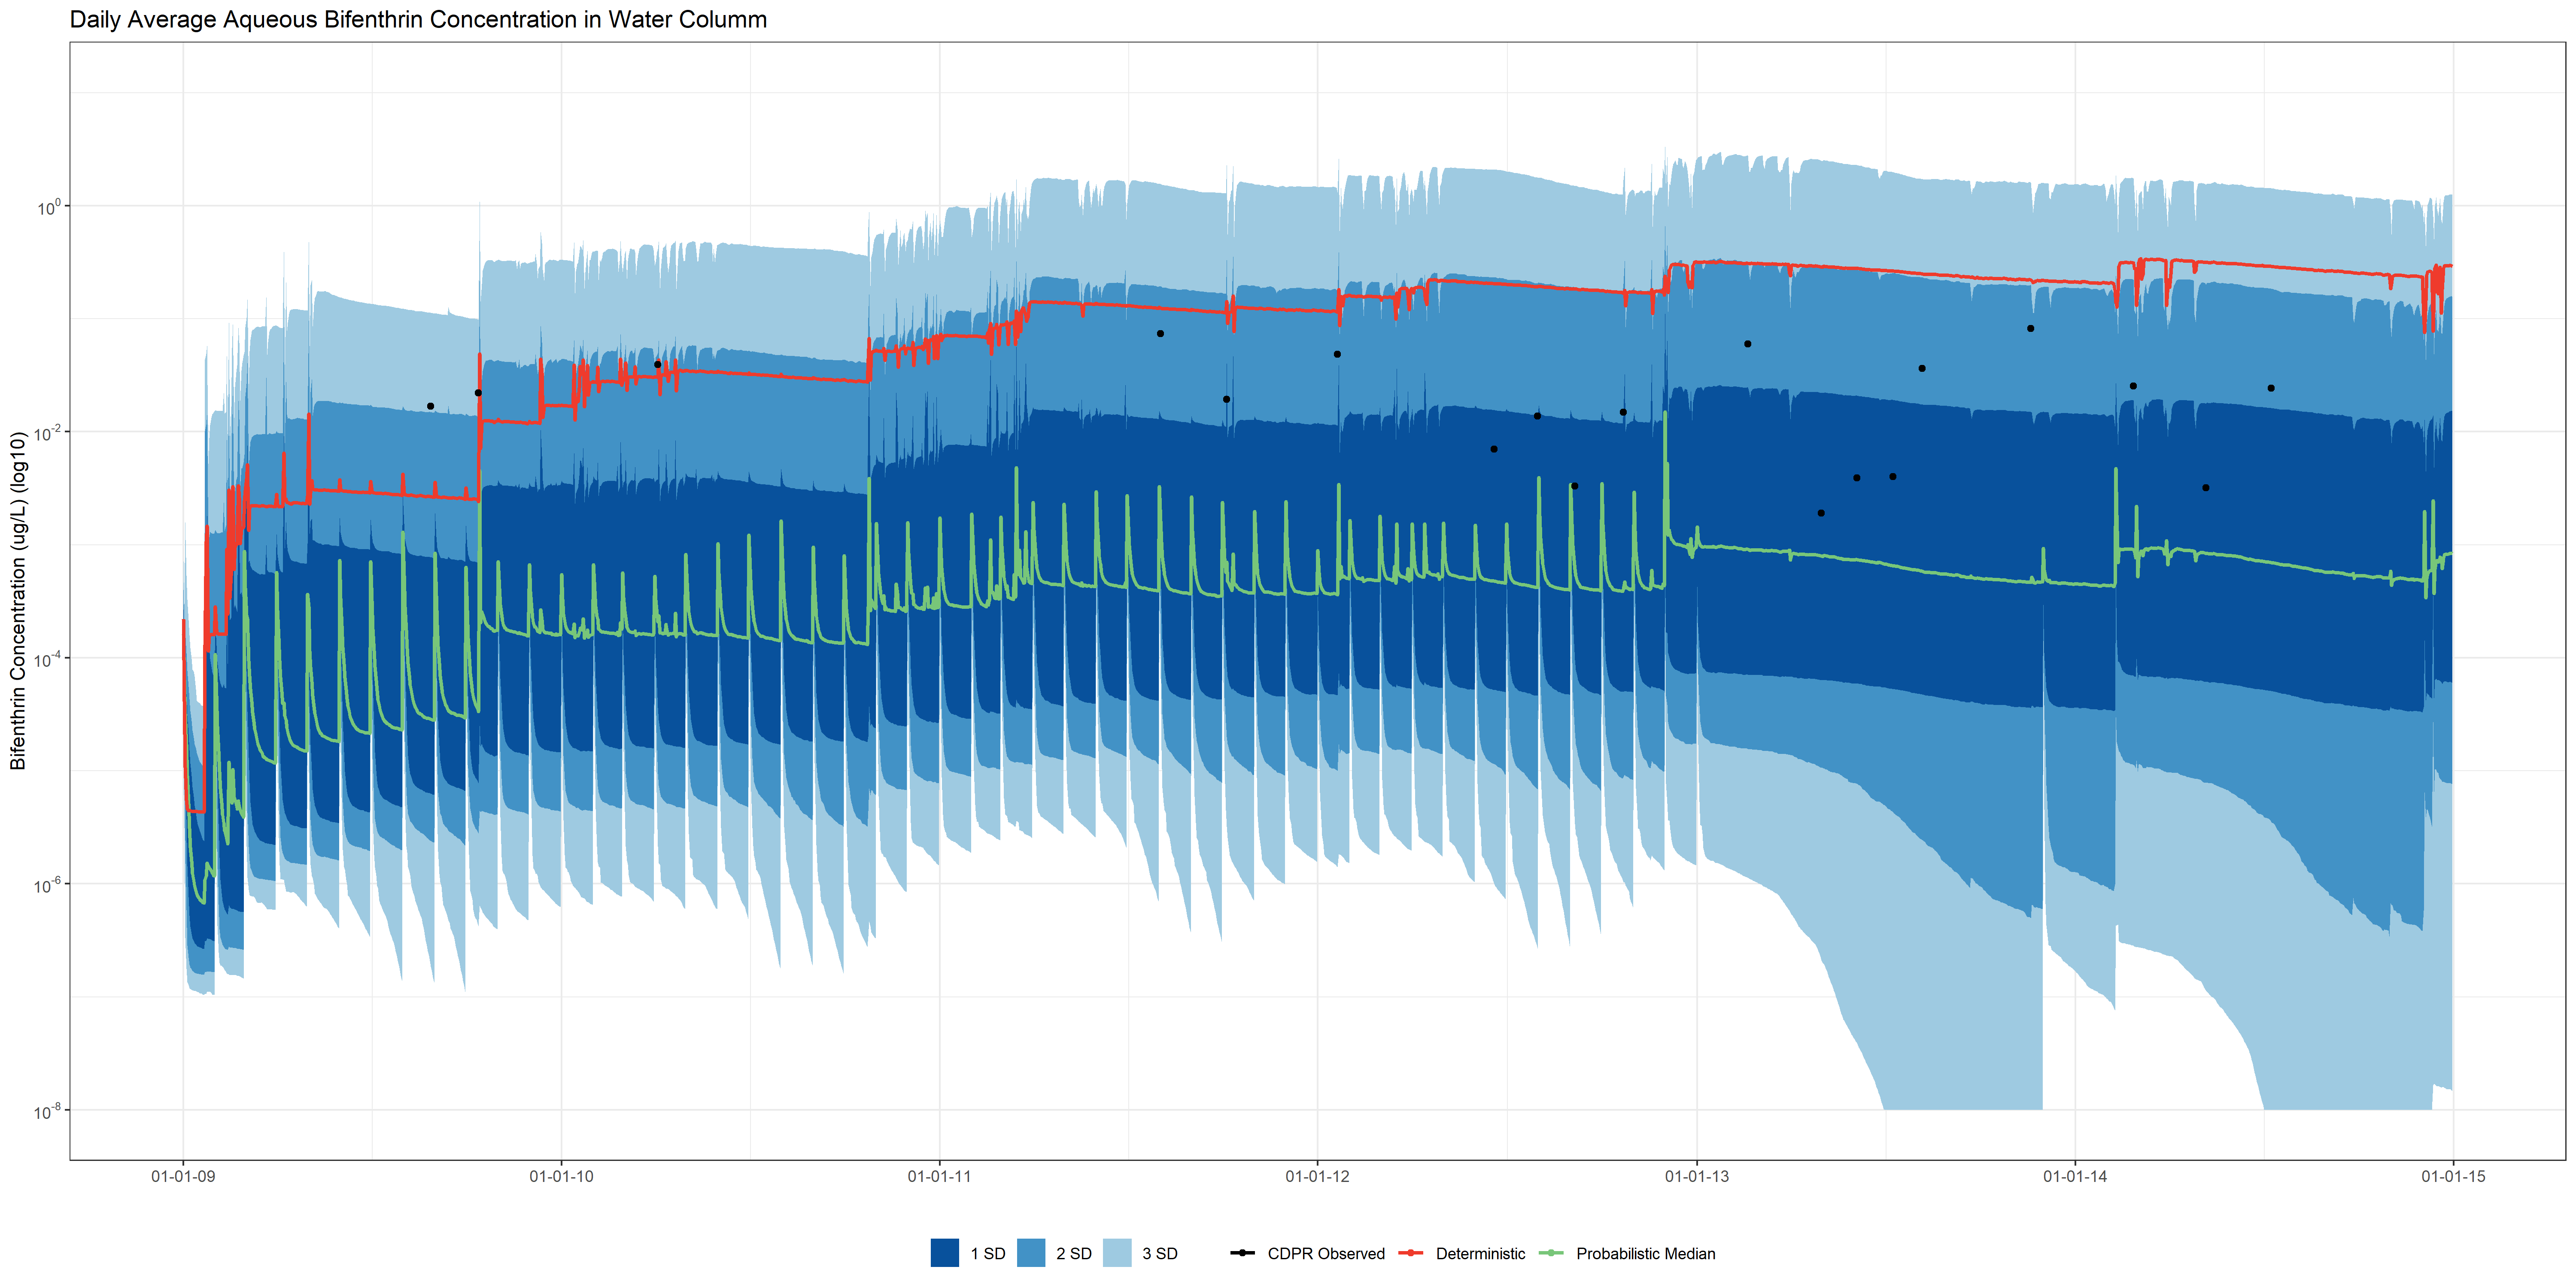 Daily Average Aqueous Bifenthrin Concentration in Water Columm
Bifenthrin Concentration (ug/L) (log10)
10^0
10^-2
10^-4
10^-6
10^-8
01-01-09
01-01-10
01-01-11
01-01-12
01-01-13
01-01-14
01-01-15
1 SD
2 SD
3 SD
CDPR Observed
Deterministic
Probabilistic Median